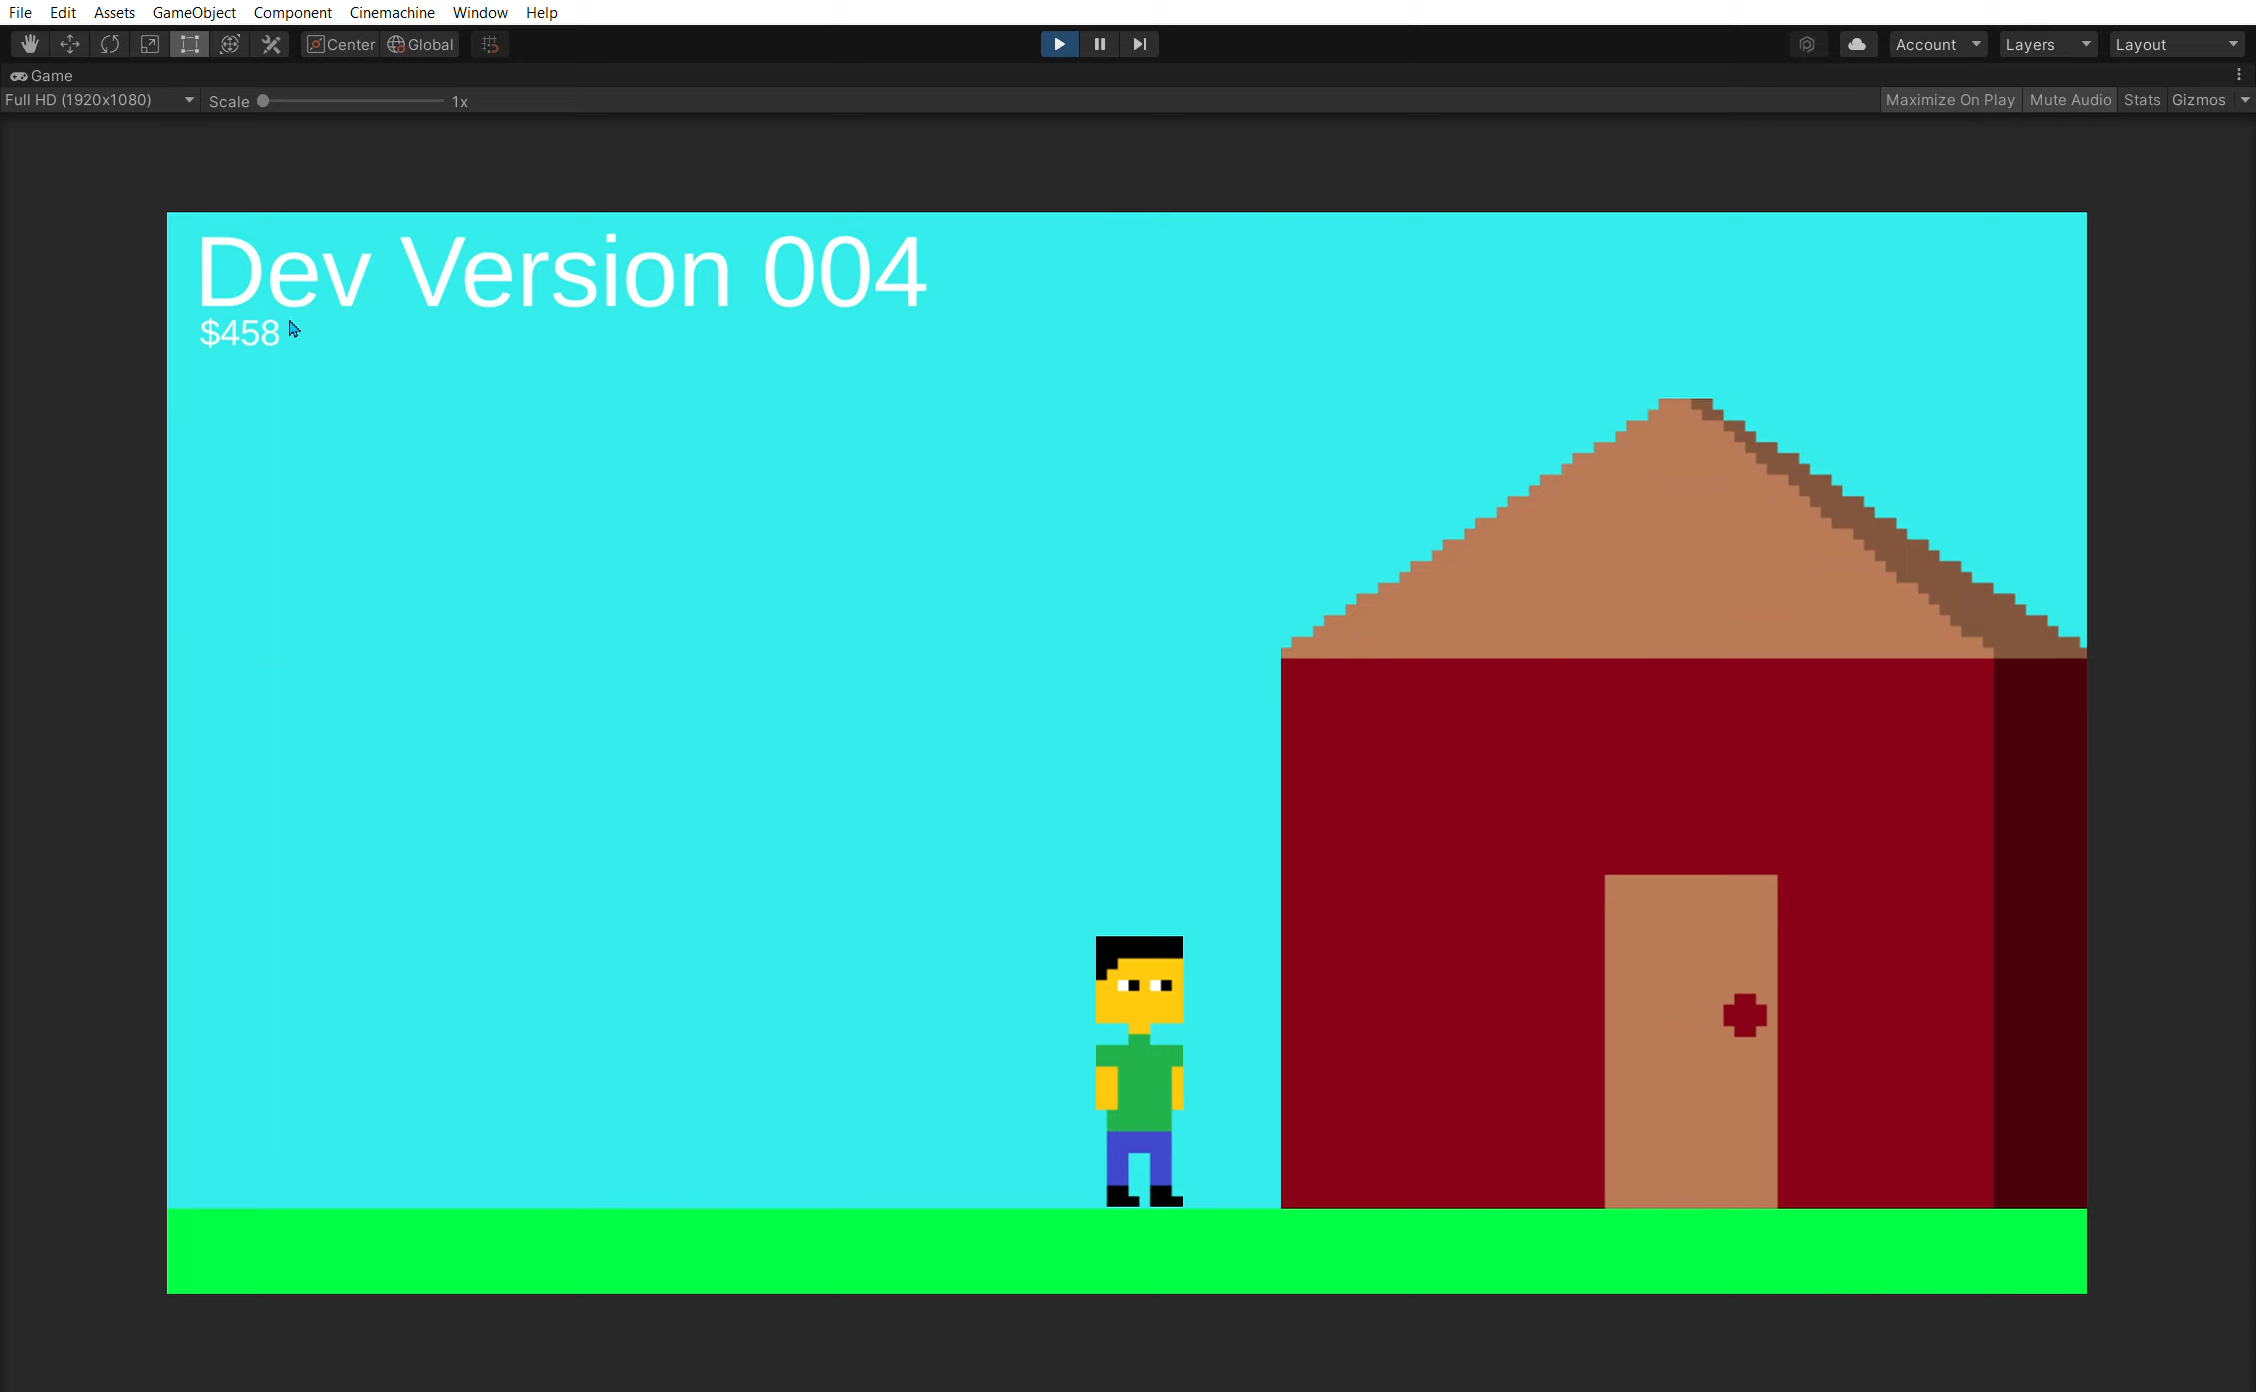 File Edit Assets GameObject Component Cinemachine Window Help
Center Global Account Layers Layout
Game
Full HD (1920x1080) Scale 1x Maximize On Play Mute Audio Stats Gizmos
Dev Version 004
$458